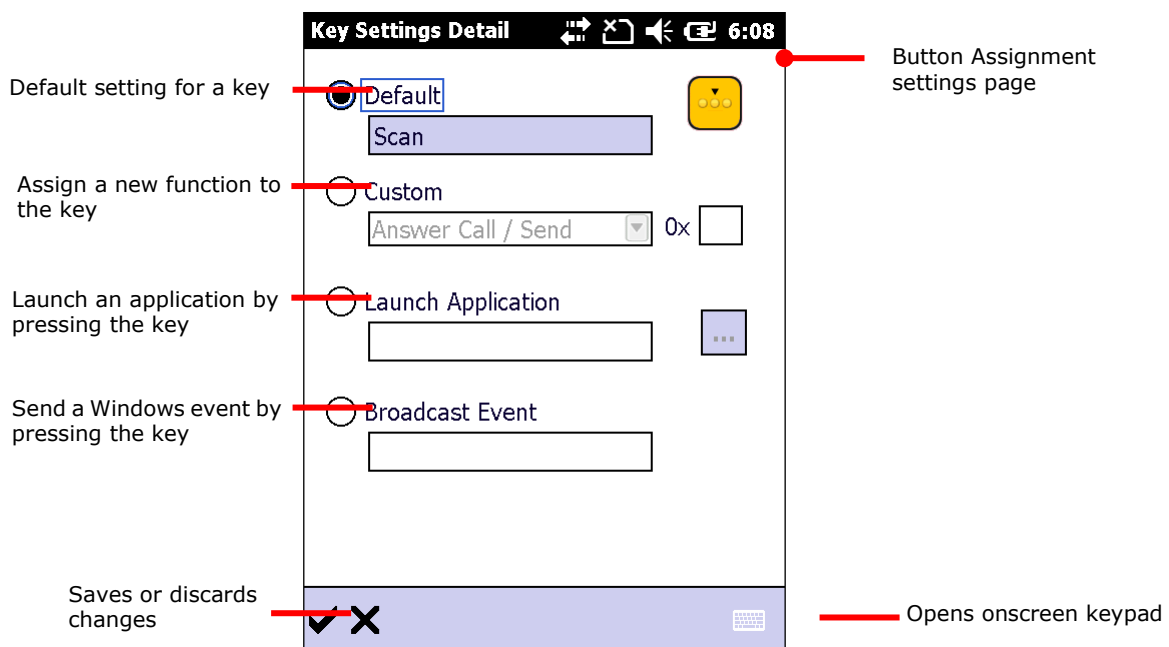 Key Settings Detail 6:08
Button Assignment
settings page
Default setting for a key
Default
Scan
Assign a new function to
the key
Custom
Answer Call / Send 0x
Launch an application by
pressing the key
Launch Application
...
Send a Windows event by
pressing the key
Broadcast Event
Saves or discards
changes
Opens onscreen keypad